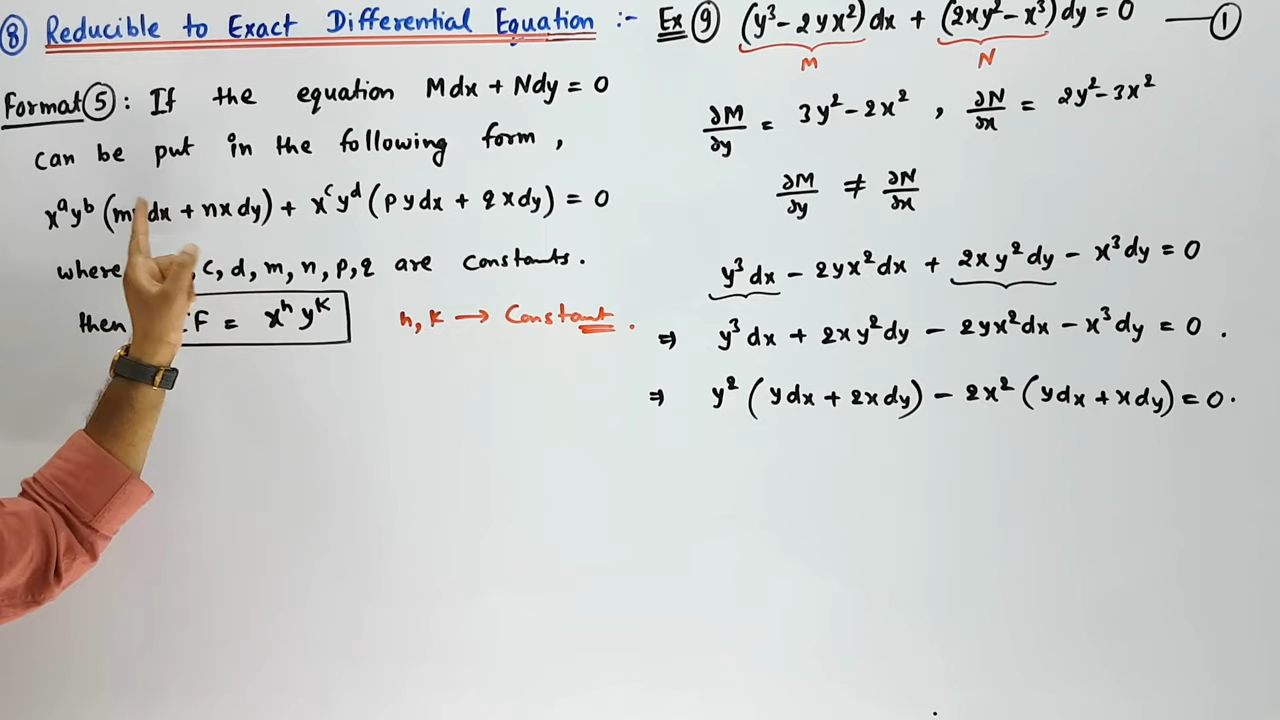 ⑧ Reducible to Exact Differential Equation :-
Format ⑤ : If the equation Mdx + Ndy = 0
can be put in the following form,
xᵃyᵇ (m dx + nx dy) + xᶜyᵈ (py dx + qx dy) = 0
where c, d, m, n, p, q are constants.
then IF = xʰ yᵏ
h, k → Constant.
Ex ⑨ (y³ - 2yx²) dx + (2xy² - x³) dy = 0 — ①
M N
∂M/∂y = 3y² - 2x² , ∂N/∂x = 2y² - 3x²
∂M/∂y ≠ ∂N/∂x
y³dx - 2yx²dx + 2xy²dy - x³dy = 0
⇒ y³dx + 2xy²dy - 2yx²dx - x³dy = 0 .
⇒ y² (ydx + 2xdy) - 2x² (ydx + xdy) = 0 .